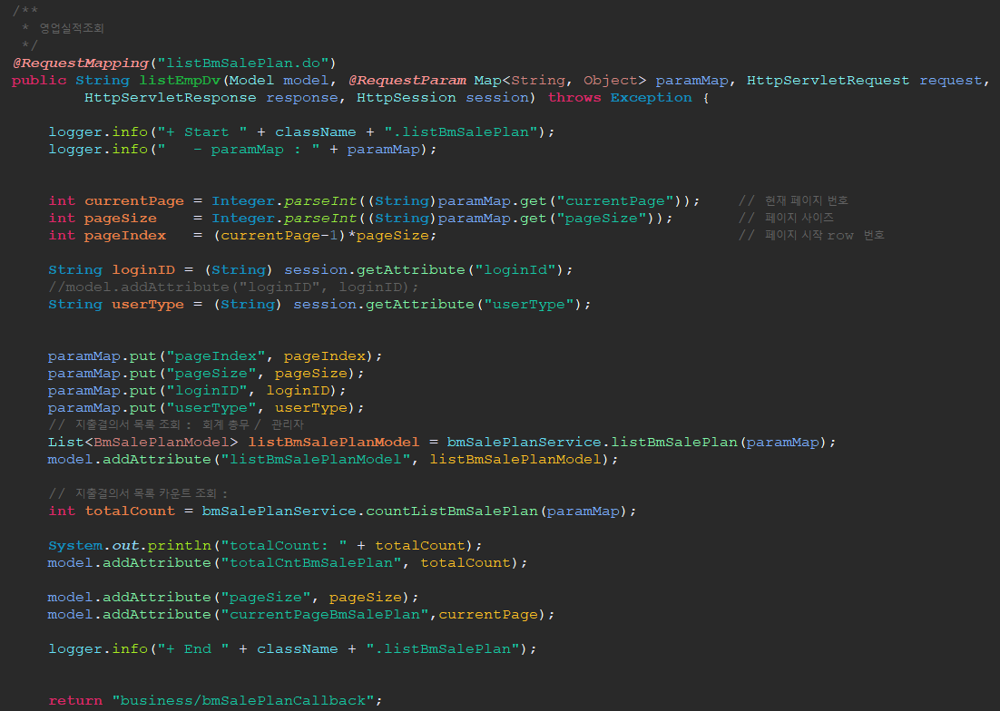 /**
 * 영업실적조회
 */
@RequestMapping("listBmSalePlan.do")
public String listEmpDv(Model model, @RequestParam Map<String, Object> paramMap, HttpServletRequest request,
        HttpServletResponse response, HttpSession session) throws Exception {
    logger.info("+ Start " + className + ".listBmSalePlan");
    logger.info("   - paramMap : " + paramMap);
    int currentPage = Integer.parseInt((String)paramMap.get("currentPage"));    // 현재 페이지 번호
    int pageSize    = Integer.parseInt((String)paramMap.get("pageSize"));       // 페이지 사이즈
    int pageIndex   = (currentPage-1)*pageSize;                                 // 페이지 시작 row 번호
    String loginID = (String) session.getAttribute("loginId");
    //model.addAttribute("loginID", loginID);
    String userType = (String) session.getAttribute("userType");
    paramMap.put("pageIndex", pageIndex);
    paramMap.put("pageSize", pageSize);
    paramMap.put("loginID", loginID);
    paramMap.put("userType", userType);
    // 지출결의서 목록 조회 : 회계 총무 / 관리자
    List<BmSalePlanModel> listBmSalePlanModel = bmSalePlanService.listBmSalePlan(paramMap);
    model.addAttribute("listBmSalePlanModel", listBmSalePlanModel);
    // 지출결의서 목록 카운트 조회 :
    int totalCount = bmSalePlanService.countListBmSalePlan(paramMap);
    System.out.println("totalCount: " + totalCount);
    model.addAttribute("totalCntBmSalePlan", totalCount);
    model.addAttribute("pageSize", pageSize);
    model.addAttribute("currentPageBmSalePlan",currentPage);
    logger.info("+ End " + className + ".listBmSalePlan");
    return "business/bmSalePlanCallback";